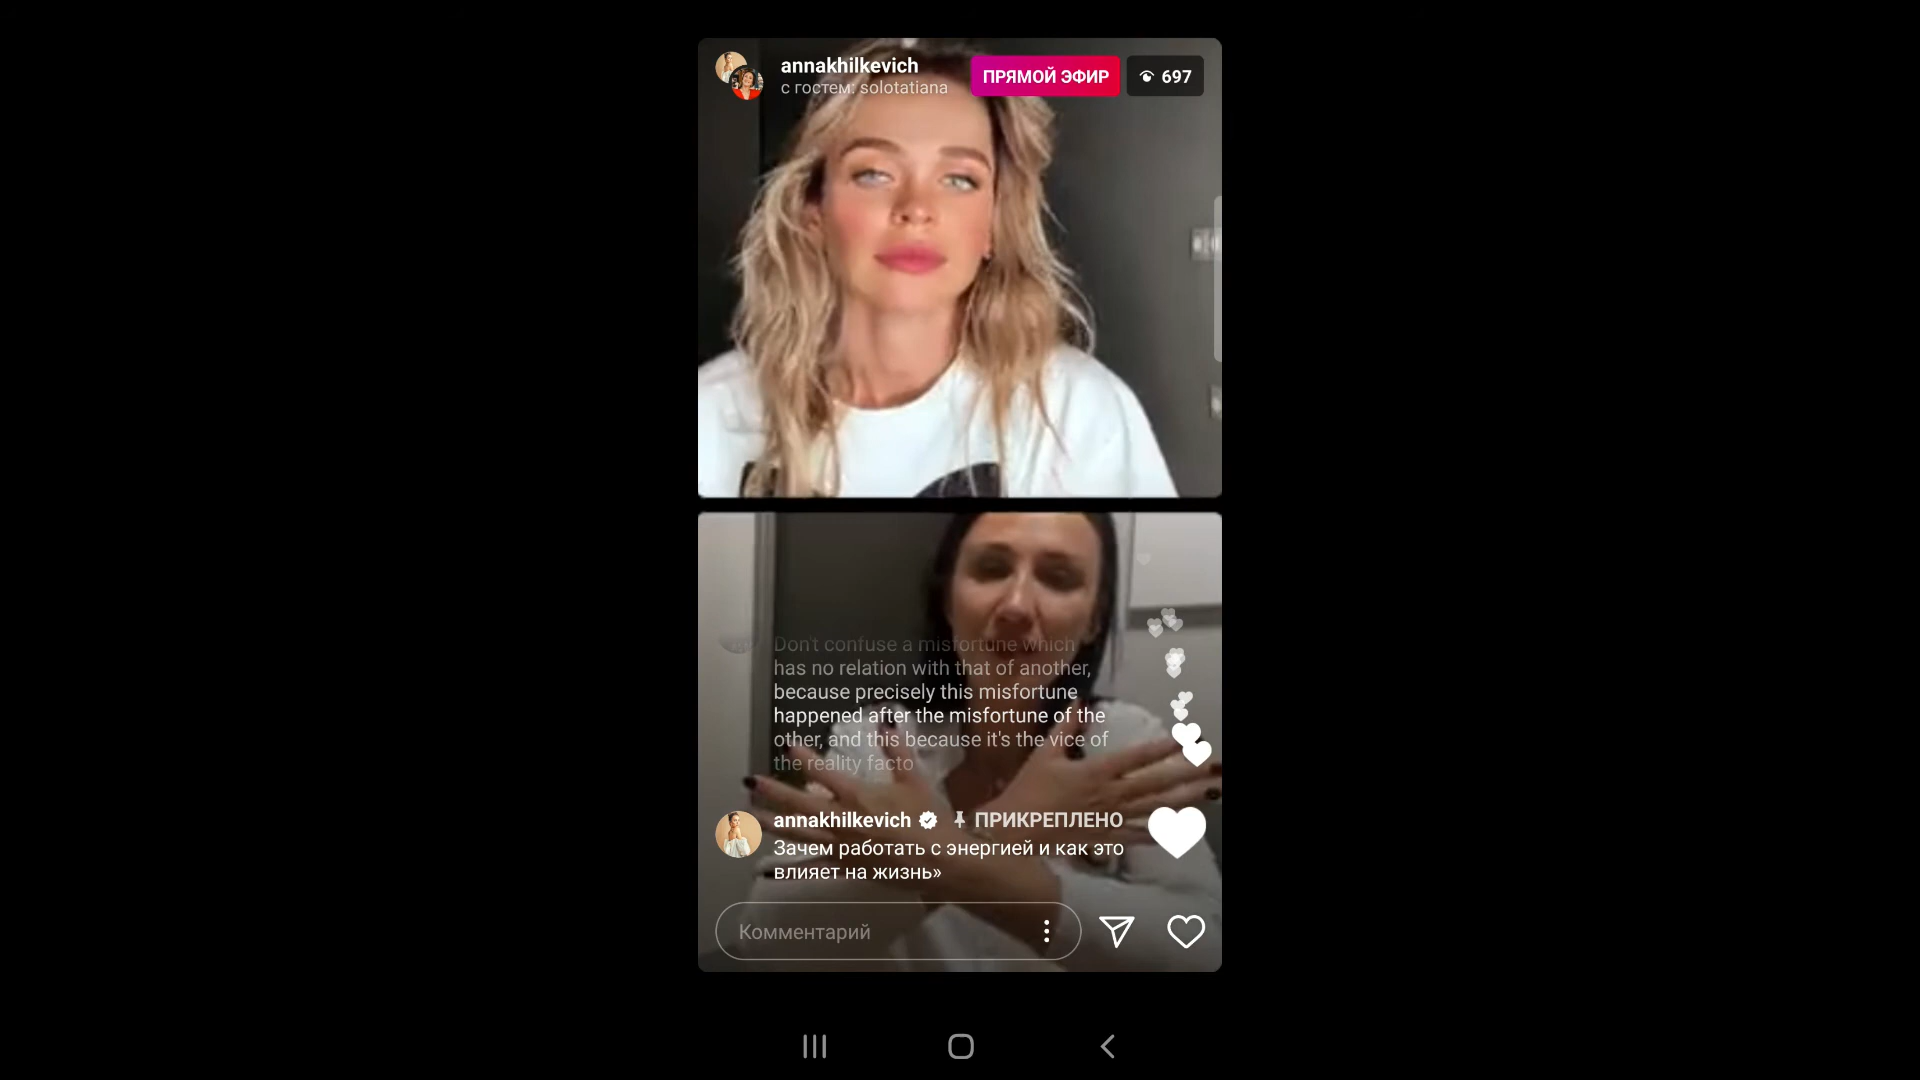 annakhilkevich
с гостем: solotatiana
ПРЯМОЙ ЭФИР
697
Don't confuse a misfortune which
has no relation with that of another,
because precisely this misfortune
happened after the misfortune of the
other, and this because it's the vice of
the reality facto
annakhilkevich
ПРИКРЕПЛЕНО
Зачем работать с энергией и как это
влияет на жизнь»
Комментарий